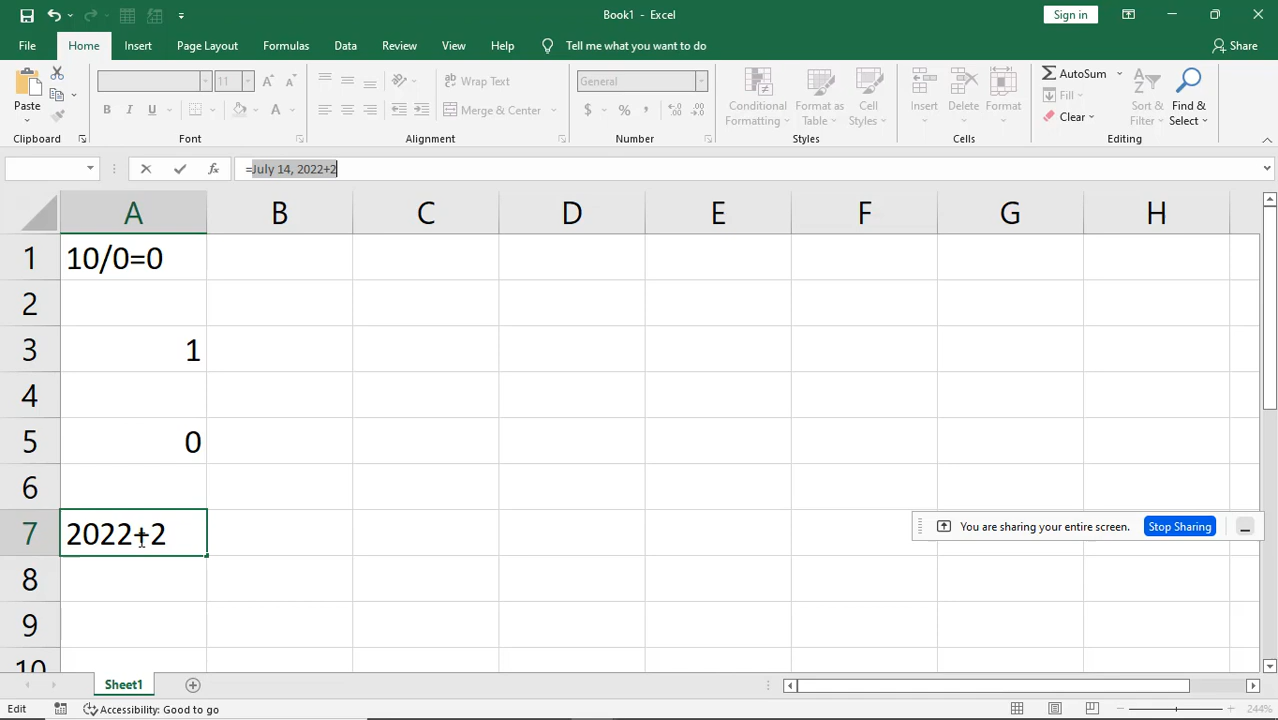 Book1 - Excel
Sign in
File Home Insert Page Layout Formulas Data Review View Help Tell me what you want to do Share
Paste
11
B I U
A A
A
Wrap Text
Merge & Center
General
$ % ,
Conditional Formatting
Format as Table
Cell Styles
Insert
Delete
Format
AutoSum
Fill
Clear
Sort & Filter
Find & Select
Clipboard Font Alignment Number Styles Cells Editing
fx =July 14, 2022+2
A B C D E F G H
1 10/0=0
2
3 1
4
5 0
6
7 2022+2
You are sharing your entire screen. Stop Sharing
8
9
10
Sheet1
Edit Accessibility: Good to go 244%